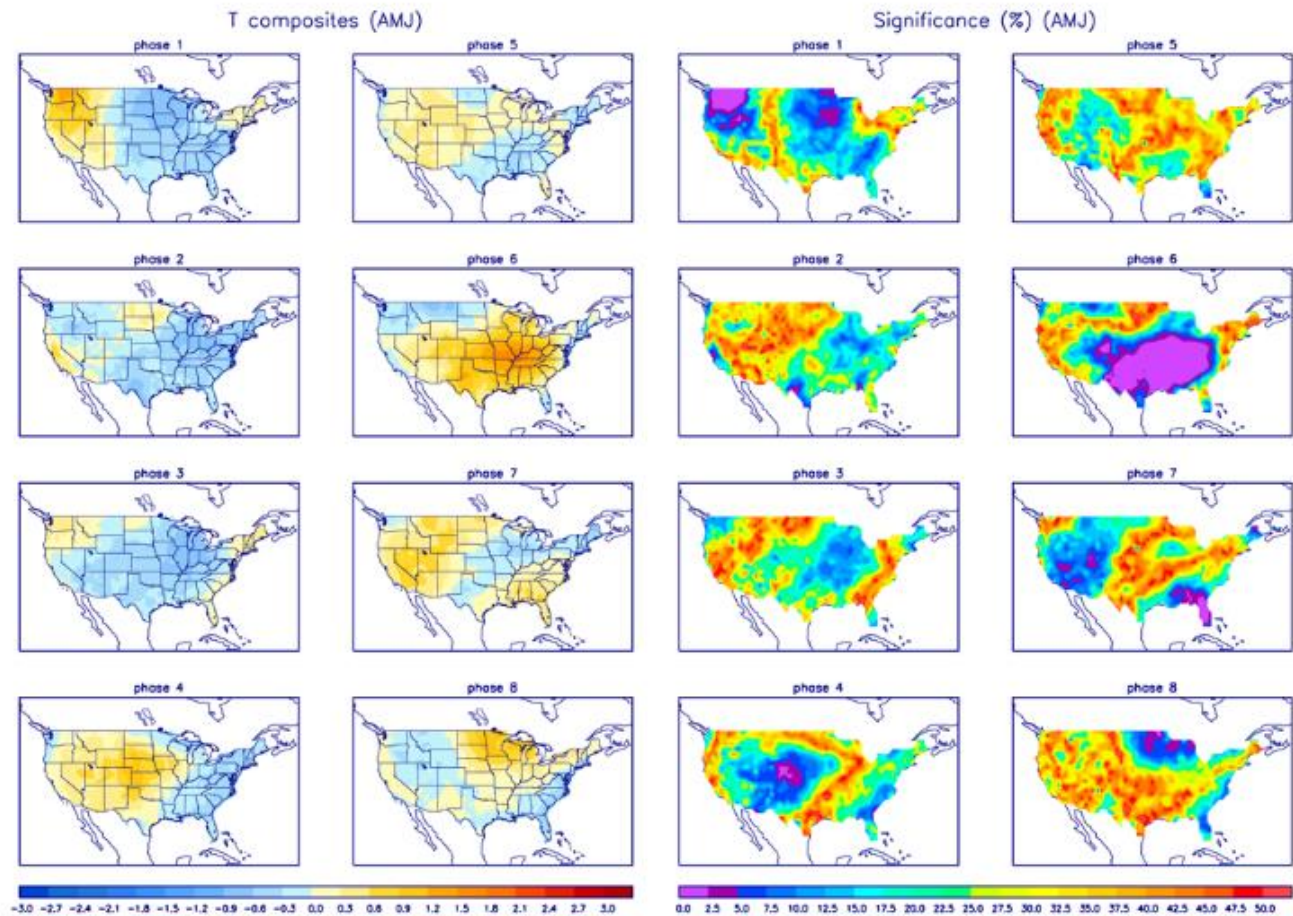 T composites (AMJ)
Significance (%) (AMJ)
phase 1
phase 5
phase 1
phase 5
phase 2
phase 6
phase 2
phase 6
phase 3
phase 7
phase 3
phase 7
phase 4
phase 8
phase 4
phase 8
-3.0 -2.7 -2.4 -2.1 -1.8 -1.5 -1.2 -0.9 -0.6 -0.3 0.0 0.3 0.6 0.9 1.2 1.5 1.8 2.1 2.4 2.7 3.0
0.0 2.5 5.0 7.5 10.0 12.5 15.0 17.5 20.0 22.5 25.0 27.5 30.0 32.5 35.0 37.5 40.0 42.5 45.0 47.5 50.0